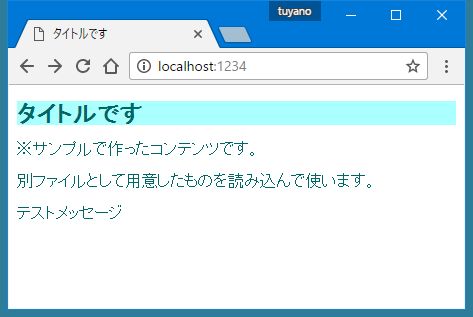 tuyano
タイトルです
localhost:1234
タイトルです
※サンプルで作ったコンテンツです。
別ファイルとして用意したものを読み込んで使います。
テストメッセージ